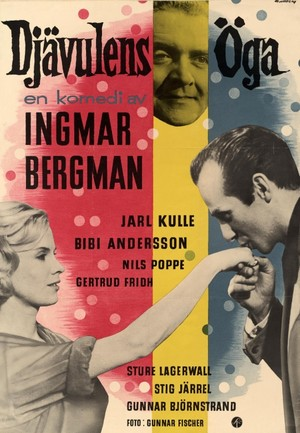 Djävulens Öga
en komedi av
INGMAR
BERGMAN
JARL KULLE
BIBI ANDERSSON
NILS POPPE
GERTRUD FRIDH
STURE LAGERWALL
STIG JÄRREL
GUNNAR BJÖRNSTRAND
FOTO: GUNNAR FISCHER